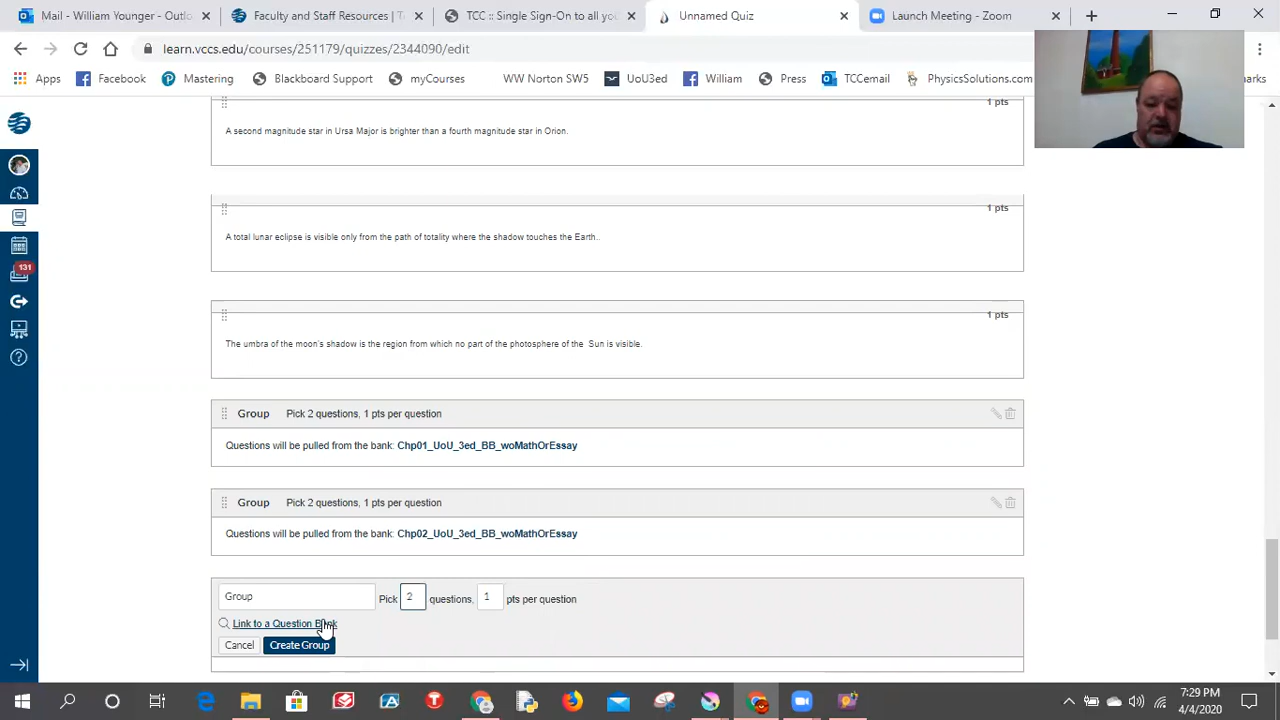 Mail - William Younger - Outlo
Faculty and Staff Resources | T
TCC :: Single Sign-On to all yo
Unnamed Quiz
Launch Meeting - Zoom
learn.vccs.edu/courses/251179/quizzes/2344090/edit
Apps
Facebook
Mastering
Blackboard Support
myCourses
WW Norton SW5
UoU3ed
William
Press
TCCemail
PhysicsSolutions.com
marks
1 pts
A second magnitude star in Ursa Major is brighter than a fourth magnitude star in Orion.
1 pts
A total lunar eclipse is visible only from the path of totality where the shadow touches the Earth..
131
1 pts
The umbra of the moon's shadow is the region from which no part of the photosphere of the Sun is visible.
Group Pick 2 questions, 1 pts per question
Questions will be pulled from the bank: Chp01_UoU_3ed_BB_woMathOrEssay
Group Pick 2 questions, 1 pts per question
Questions will be pulled from the bank: Chp02_UoU_3ed_BB_woMathOrEssay
Group Pick 2 questions, 1 pts per question
Link to a Question Bank
Cancel Create Group
7:29 PM
4/4/2020